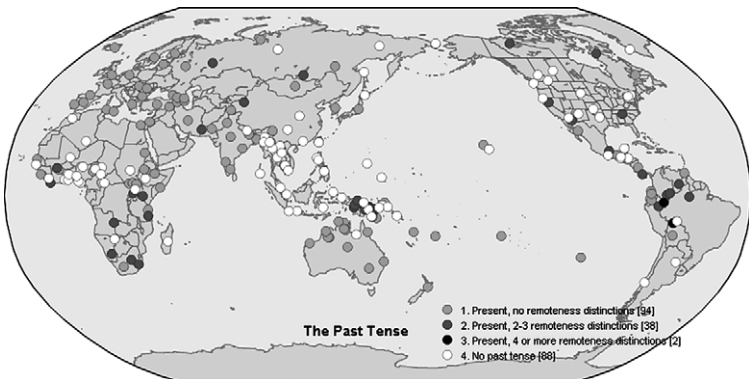 The Past Tense
1. Present, no remoteness distinctions [94]
2. Present, 2-3 remoteness distinctions [38]
3. Present, 4 or more remoteness distinctions [2]
4. No past tense [88]